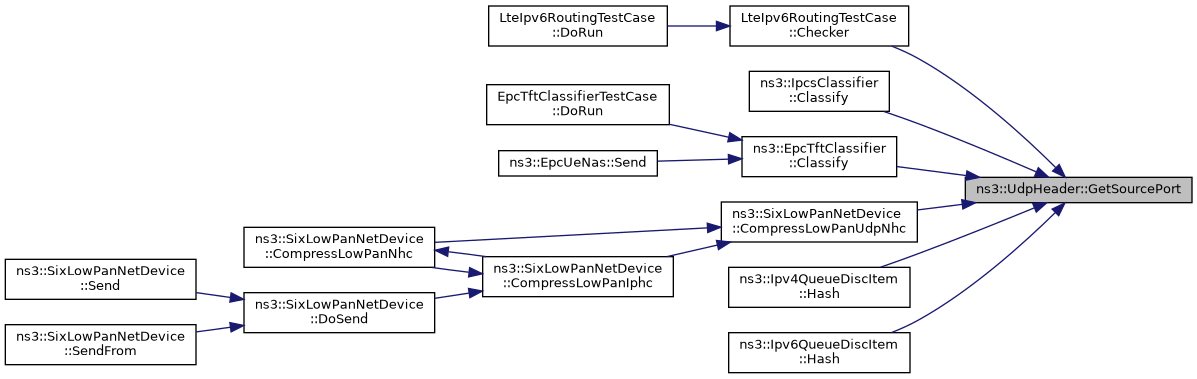 LteIpv6RoutingTestCase
::DoRun
LteIpv6RoutingTestCase
::Checker
ns3::IpcsClassifier
::Classify
EpcTftClassifierTestCase
::DoRun
ns3::EpcTftClassifier
::Classify
ns3::EpcUeNas::Send
ns3::UdpHeader::GetSourcePort
ns3::SixLowPanNetDevice
::CompressLowPanUdpNhc
ns3::SixLowPanNetDevice
::CompressLowPanNhc
ns3::SixLowPanNetDevice
::CompressLowPanIphc
ns3::SixLowPanNetDevice
::Send
ns3::Ipv4QueueDiscItem
::Hash
ns3::SixLowPanNetDevice
::DoSend
ns3::SixLowPanNetDevice
::SendFrom
ns3::Ipv6QueueDiscItem
::Hash